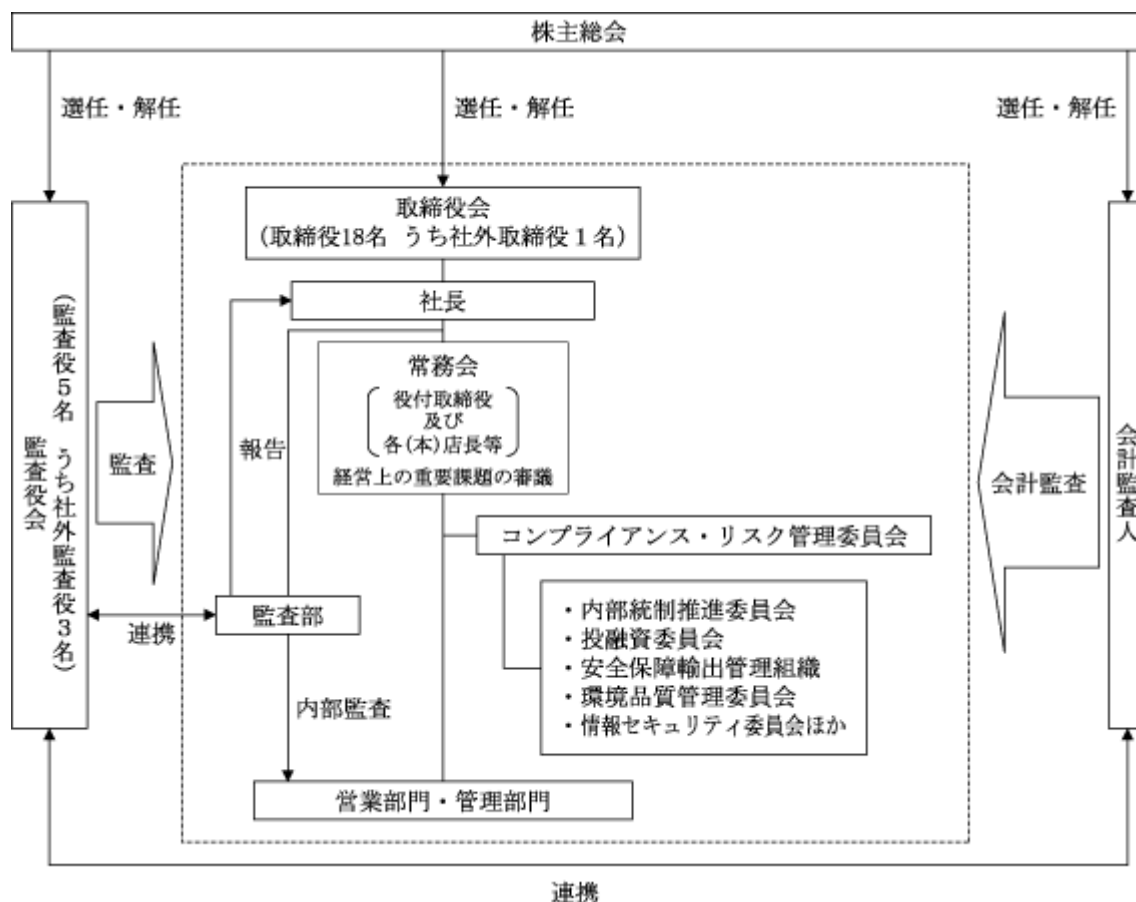 株主総会
選任・解任
選任・解任
選任・解任
取締役会
(取締役18名 うち社外取締役1名)
社長
常務会
役付取締役
及び
各(本)店長等
経営上の重要課題の審議
監査役会
(監査役5名 うち社外監査役3名)
監査
報告
会計監査
会計監査人
コンプライアンス・リスク管理委員会
・内部統制推進委員会
・投融資委員会
・安全保障輸出管理組織
・環境品質管理委員会
・情報セキュリティ委員会ほか
監査部
連携
内部監査
営業部門・管理部門
連携